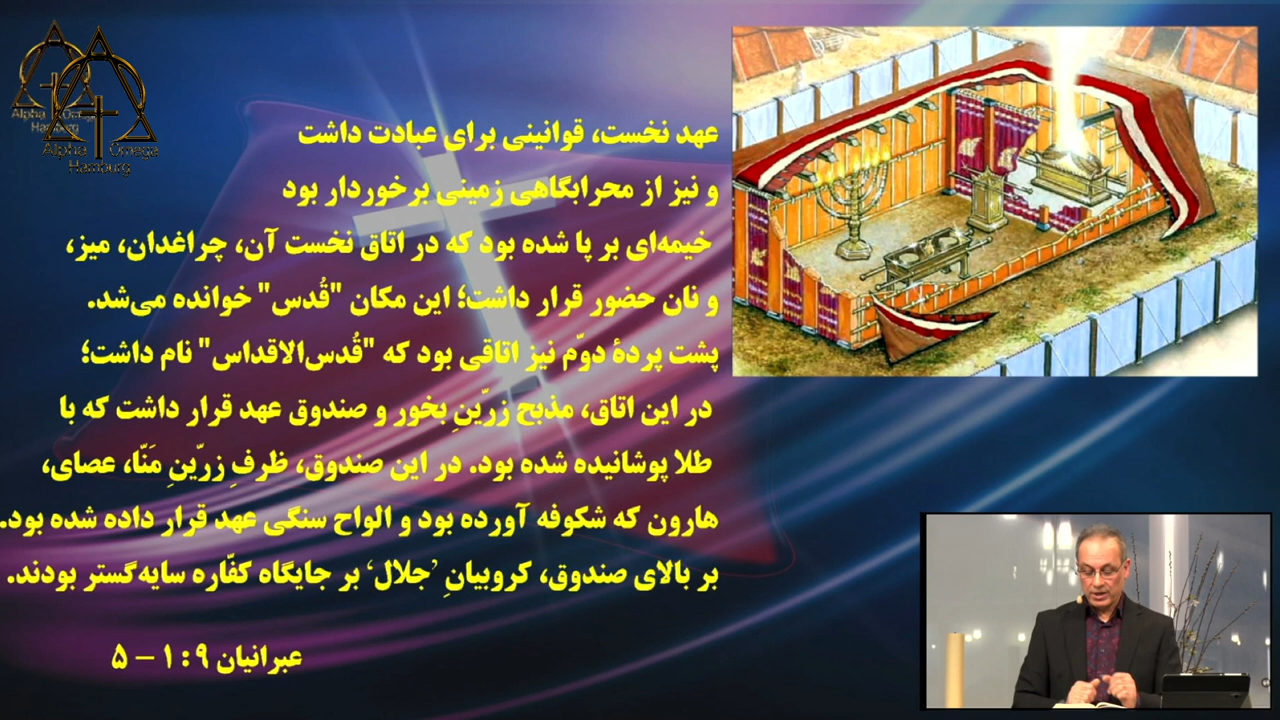 Alpha Omega
Hamburg
Alpha Omega
Hamburg
عهد نخست، قوانینی برای عبادت داشت
و نیز از محرابگاهی زمینی برخوردار بود
خیمه‌ای بر پا شده بود که در اتاق نخست آن، چراغدان، میز،
و نان حضور قرار داشت؛ این مکان "قُدس" خوانده می‌شد.
پشت پردهٔ دوّم نیز اتاقی بود که "قُدس‌الاقداس" نام داشت؛
در این اتاق، مذبح زرّینِ بخور و صندوق عهد قرار داشت که با
طلا پوشانیده شده بود. در این صندوق، ظرفِ زرّینِ مَنّا، عصای،
هارون که شکوفه آورده بود و الواح سنگی عهد قرار داده شده بود.
بر بالای صندوق، کروبیانِ ’جلال‘ بر جایگاه کفّاره سایه‌گستر بودند.
عبرانیان ۹ : ۱ - ۵